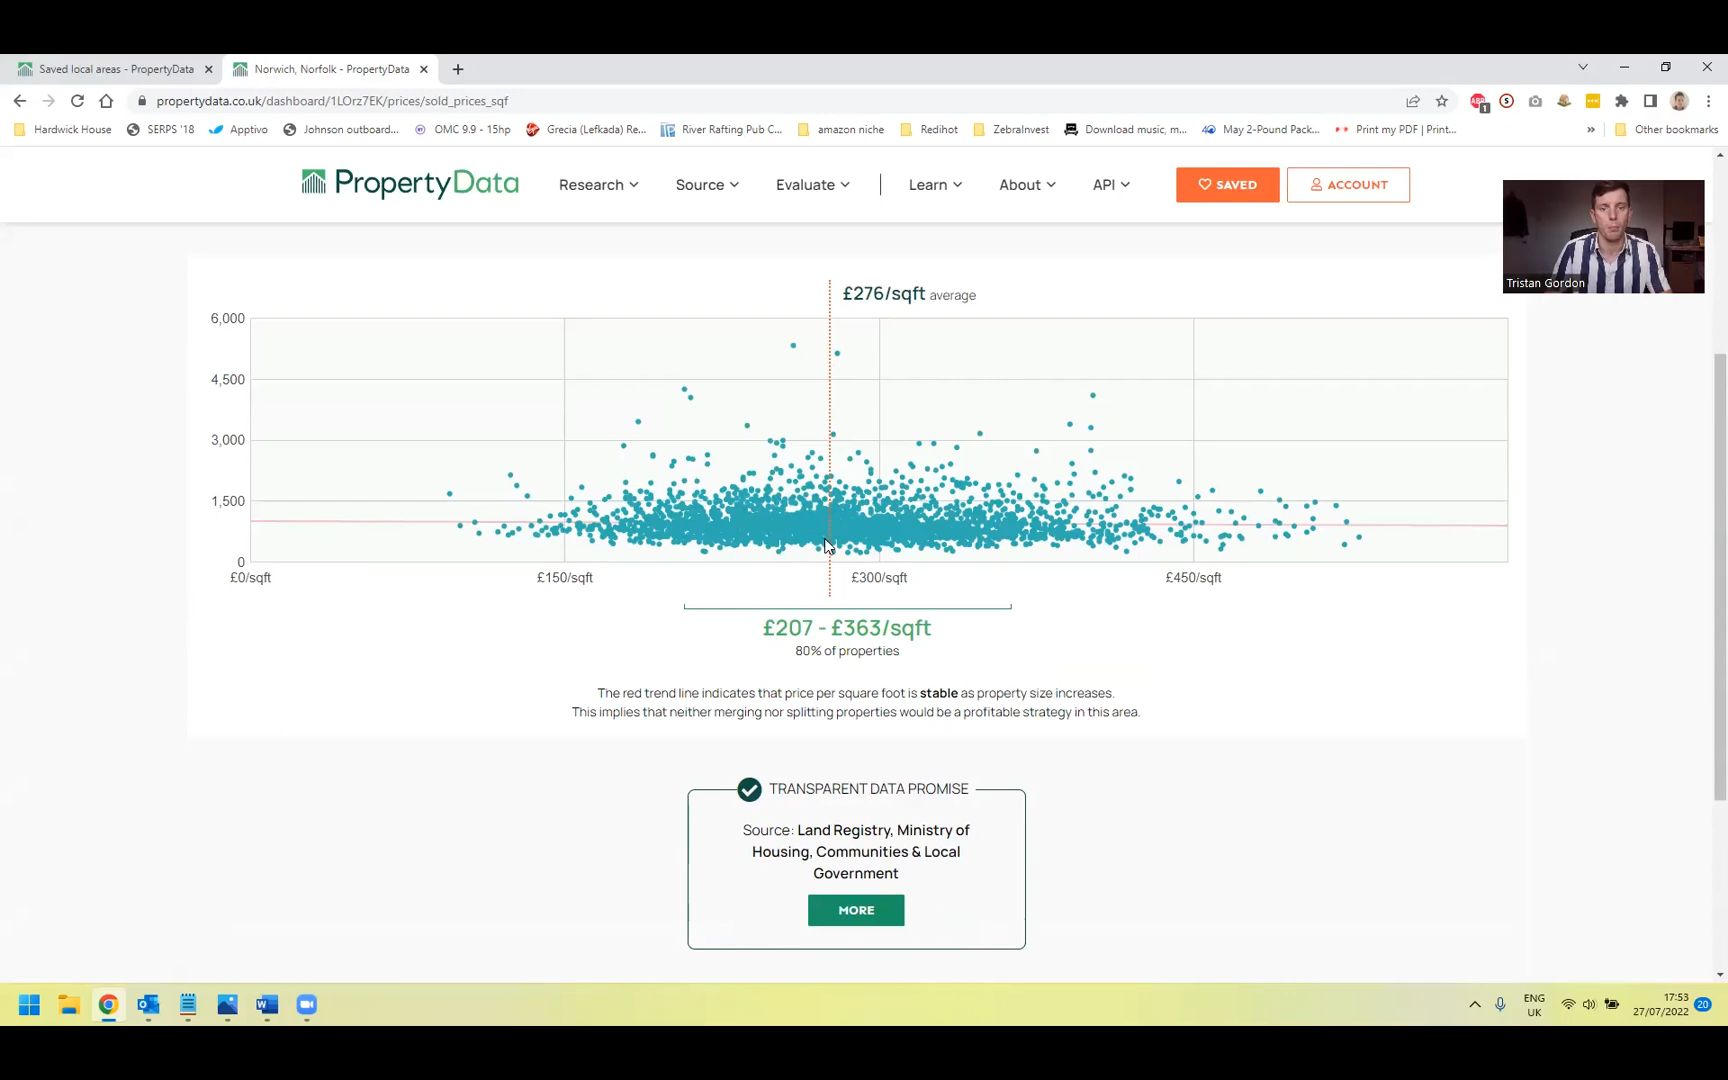 Saved local areas - PropertyData
Norwich, Norfolk - PropertyData
propertydata.co.uk/dashboard/1LOrz7EK/prices/sold_prices_sqf
ABP
1
S
Hardwick House
SERPS '18
Apptivo
Johnson outboard...
OMC 9.9 - 15hp
Grecia (Lefkada) Re...
River Rafting Pub C...
amazon niche
Redihot
ZebraInvest
Download music, m...
May 2-Pound Pack...
Print my PDF | Print...
»
Other bookmarks
PropertyData
Research
Source
Evaluate
Learn
About
API
SAVED
ACCOUNT
Tristan Gordon
£276/sqft average
6,000
4,500
3,000
1,500
0
£0/sqft
£150/sqft
£300/sqft
£450/sqft
£207 - £363/sqft
80% of properties
The red trend line indicates that price per square foot is stable as property size increases.
This implies that neither merging nor splitting properties would be a profitable strategy in this area.
TRANSPARENT DATA PROMISE
Source: Land Registry, Ministry of
Housing, Communities & Local
Government
MORE
ENG
UK
17:53
27/07/2022
20